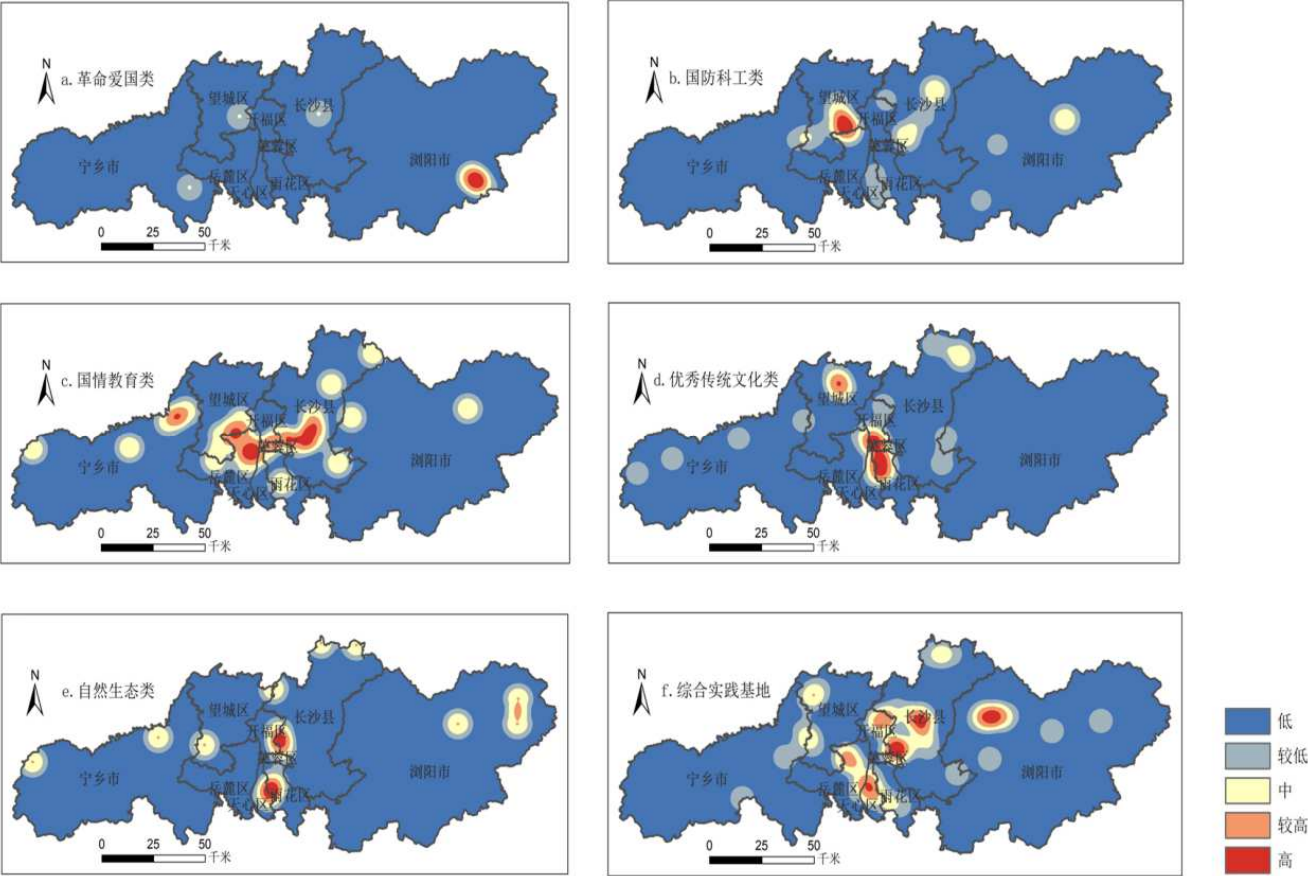 N
a.革命爱国类
望城区
长沙县
开福区
芙蓉区
宁乡市
浏阳市
岳麓区
天心区
雨花区
0 25 50
千米
N
b.国防科工类
望城区
长沙县
开福区
芙蓉区
宁乡市
浏阳市
岳麓区
天心区
雨花区
0 25 50
千米
N
c.国情教育类
望城区
长沙县
开福区
芙蓉区
宁乡市
浏阳市
岳麓区
天心区
雨花区
0 25 50
千米
N
d.优秀传统文化类
望城区
长沙县
开福区
芙蓉区
宁乡市
浏阳市
岳麓区
天心区
雨花区
0 25 50
千米
N
e.自然生态类
望城区
长沙县
开福区
芙蓉区
宁乡市
浏阳市
岳麓区
天心区
雨花区
0 25 50
千米
N
f.综合实践基地
望城区
长沙县
开福区
芙蓉区
宁乡市
浏阳市
岳麓区
天心区
雨花区
0 25 50
千米
低
较低
中
较高
高